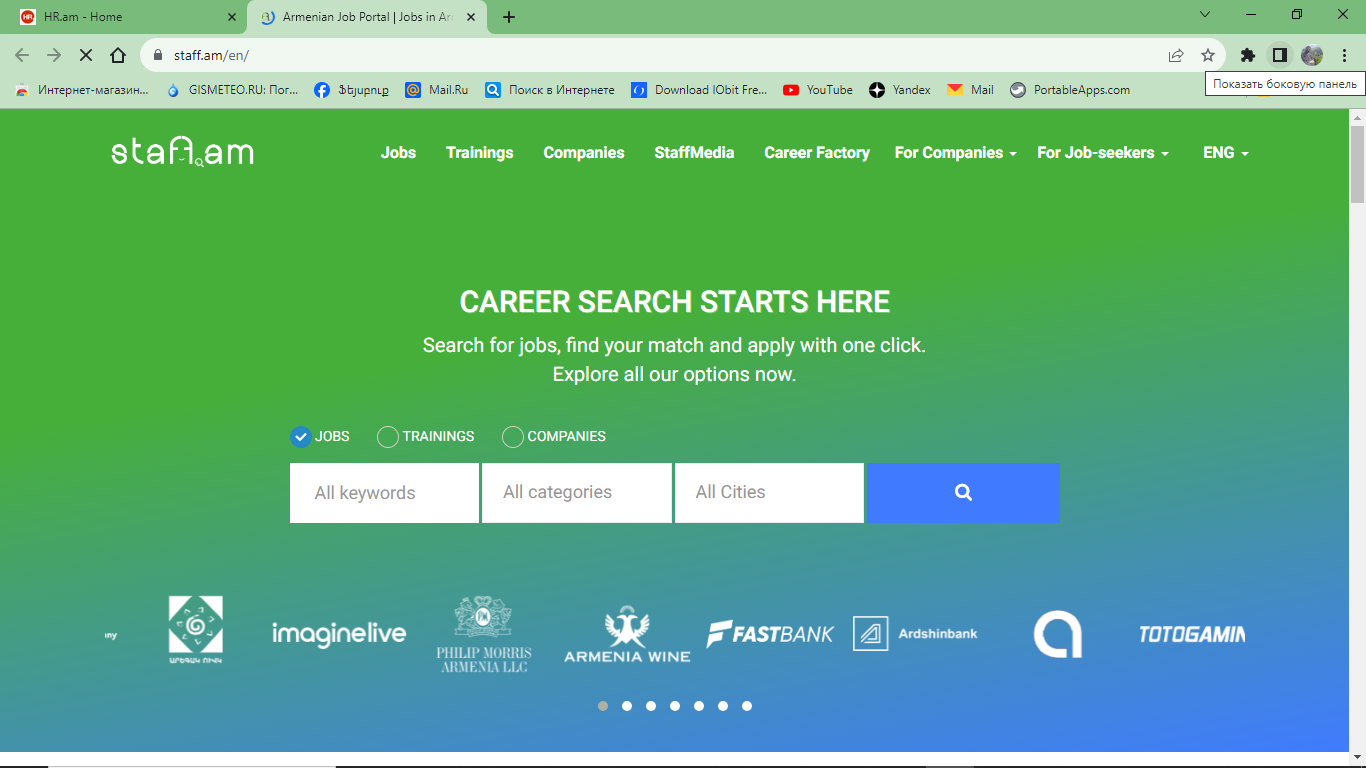 HR.am - Home
Armenian Job Portal | Jobs in Ar
staff.am/en/
Интернет-магазин...
GISMETEO.RU: Пог...
Ֆեյսբուք
Mail.Ru
Поиск в Интернете
Download IObit Fre...
YouTube
Yandex
Mail
PortableApps.com
Показать боковую панель
staff.am
Jobs
Trainings
Companies
StaffMedia
Career Factory
For Companies
For Job-seekers
ENG
CAREER SEARCH STARTS HERE
Search for jobs, find your match and apply with one click.
Explore all our options now.
JOBS
TRAININGS
COMPANIES
All keywords
All categories
All Cities
ԱՐԵԳԱԿ ՈՒՎԿ
imaginelive
PM
PHILIP MORRIS
ARMENIA LLC
ARMENIA WINE
FASTBANK
Ardshinbank
TOTOGAMIN